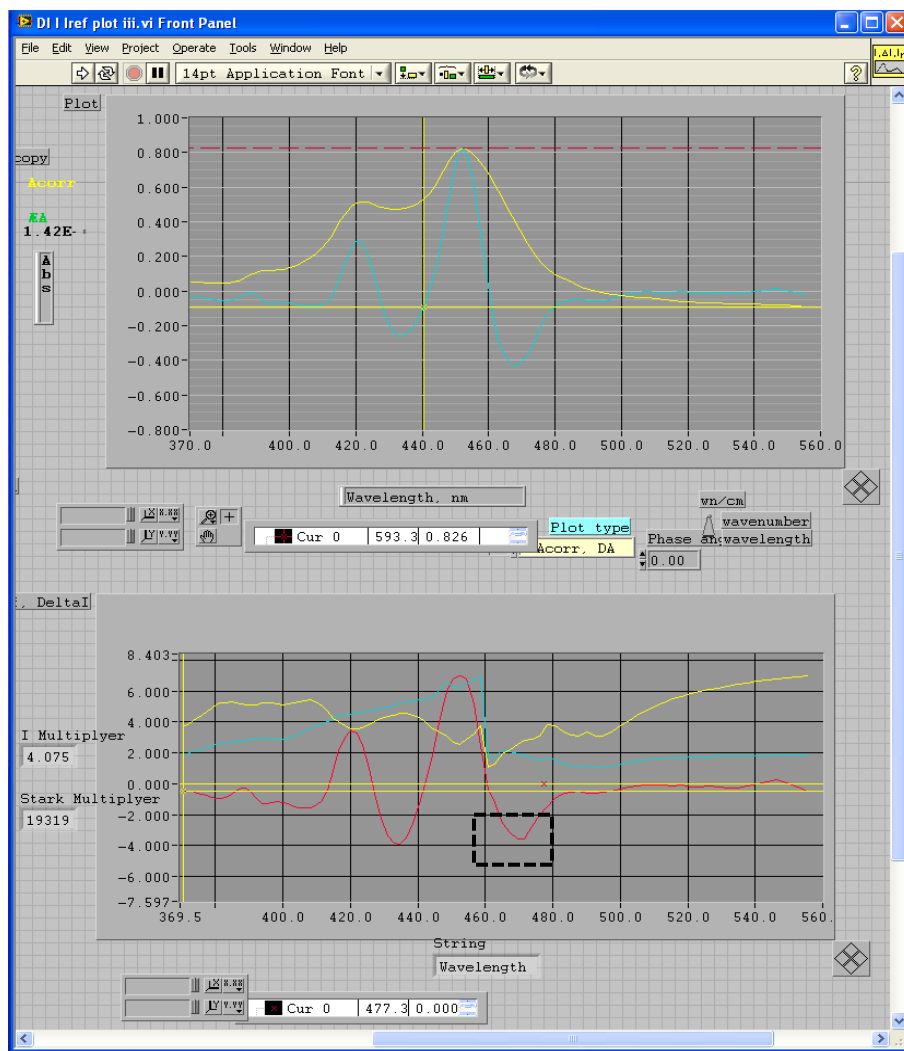 DI I Iref plot iii.vi Front Panel
File Edit View Project Operate Tools Window Help
14pt Application Font
Plot
copy
Acorr
ÆA
1.42E-
Abs
1.000
0.800
0.600
0.400
0.200
0.000
-0.200
-0.400
-0.600
-0.800
370.0 400.0 420.0 440.0 460.0 480.0 500.0 520.0 540.0 560.0
Wavelength, nm
Cur 0 593.3 0.826
Plot type
Acorr, DA
wn/cm
wavenumber
Phase an wavelength
0.00
, DeltaI
8.403
6.000
4.000
2.000
0.000
-2.000
-4.000
-6.000
-7.597
369.5 400.0 420.0 440.0 460.0 480.0 500.0 520.0 540.0 560.
I Multiplyer
4.075
Stark Multiplyer
19319
String
Wavelength
Cur 0 477.3 0.000